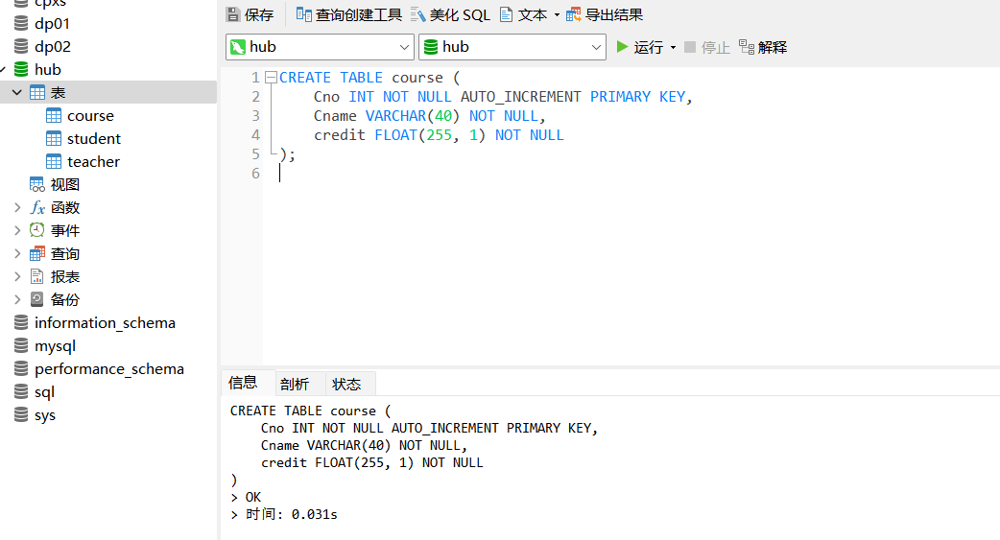 cpxs
dp01
dp02
hub
表
course
student
teacher
视图
fx 函数
事件
查询
报表
备份
information_schema
mysql
performance_schema
sql
sys
保存 查询创建工具 美化 SQL 文本 导出结果
hub hub 运行 停止 解释
1 CREATE TABLE course (
2 Cno INT NOT NULL AUTO_INCREMENT PRIMARY KEY,
3 Cname VARCHAR(40) NOT NULL,
4 credit FLOAT(255, 1) NOT NULL
5 );
6
信息 剖析 状态
CREATE TABLE course (
Cno INT NOT NULL AUTO_INCREMENT PRIMARY KEY,
Cname VARCHAR(40) NOT NULL,
credit FLOAT(255, 1) NOT NULL
)
> OK
> 时间: 0.031s